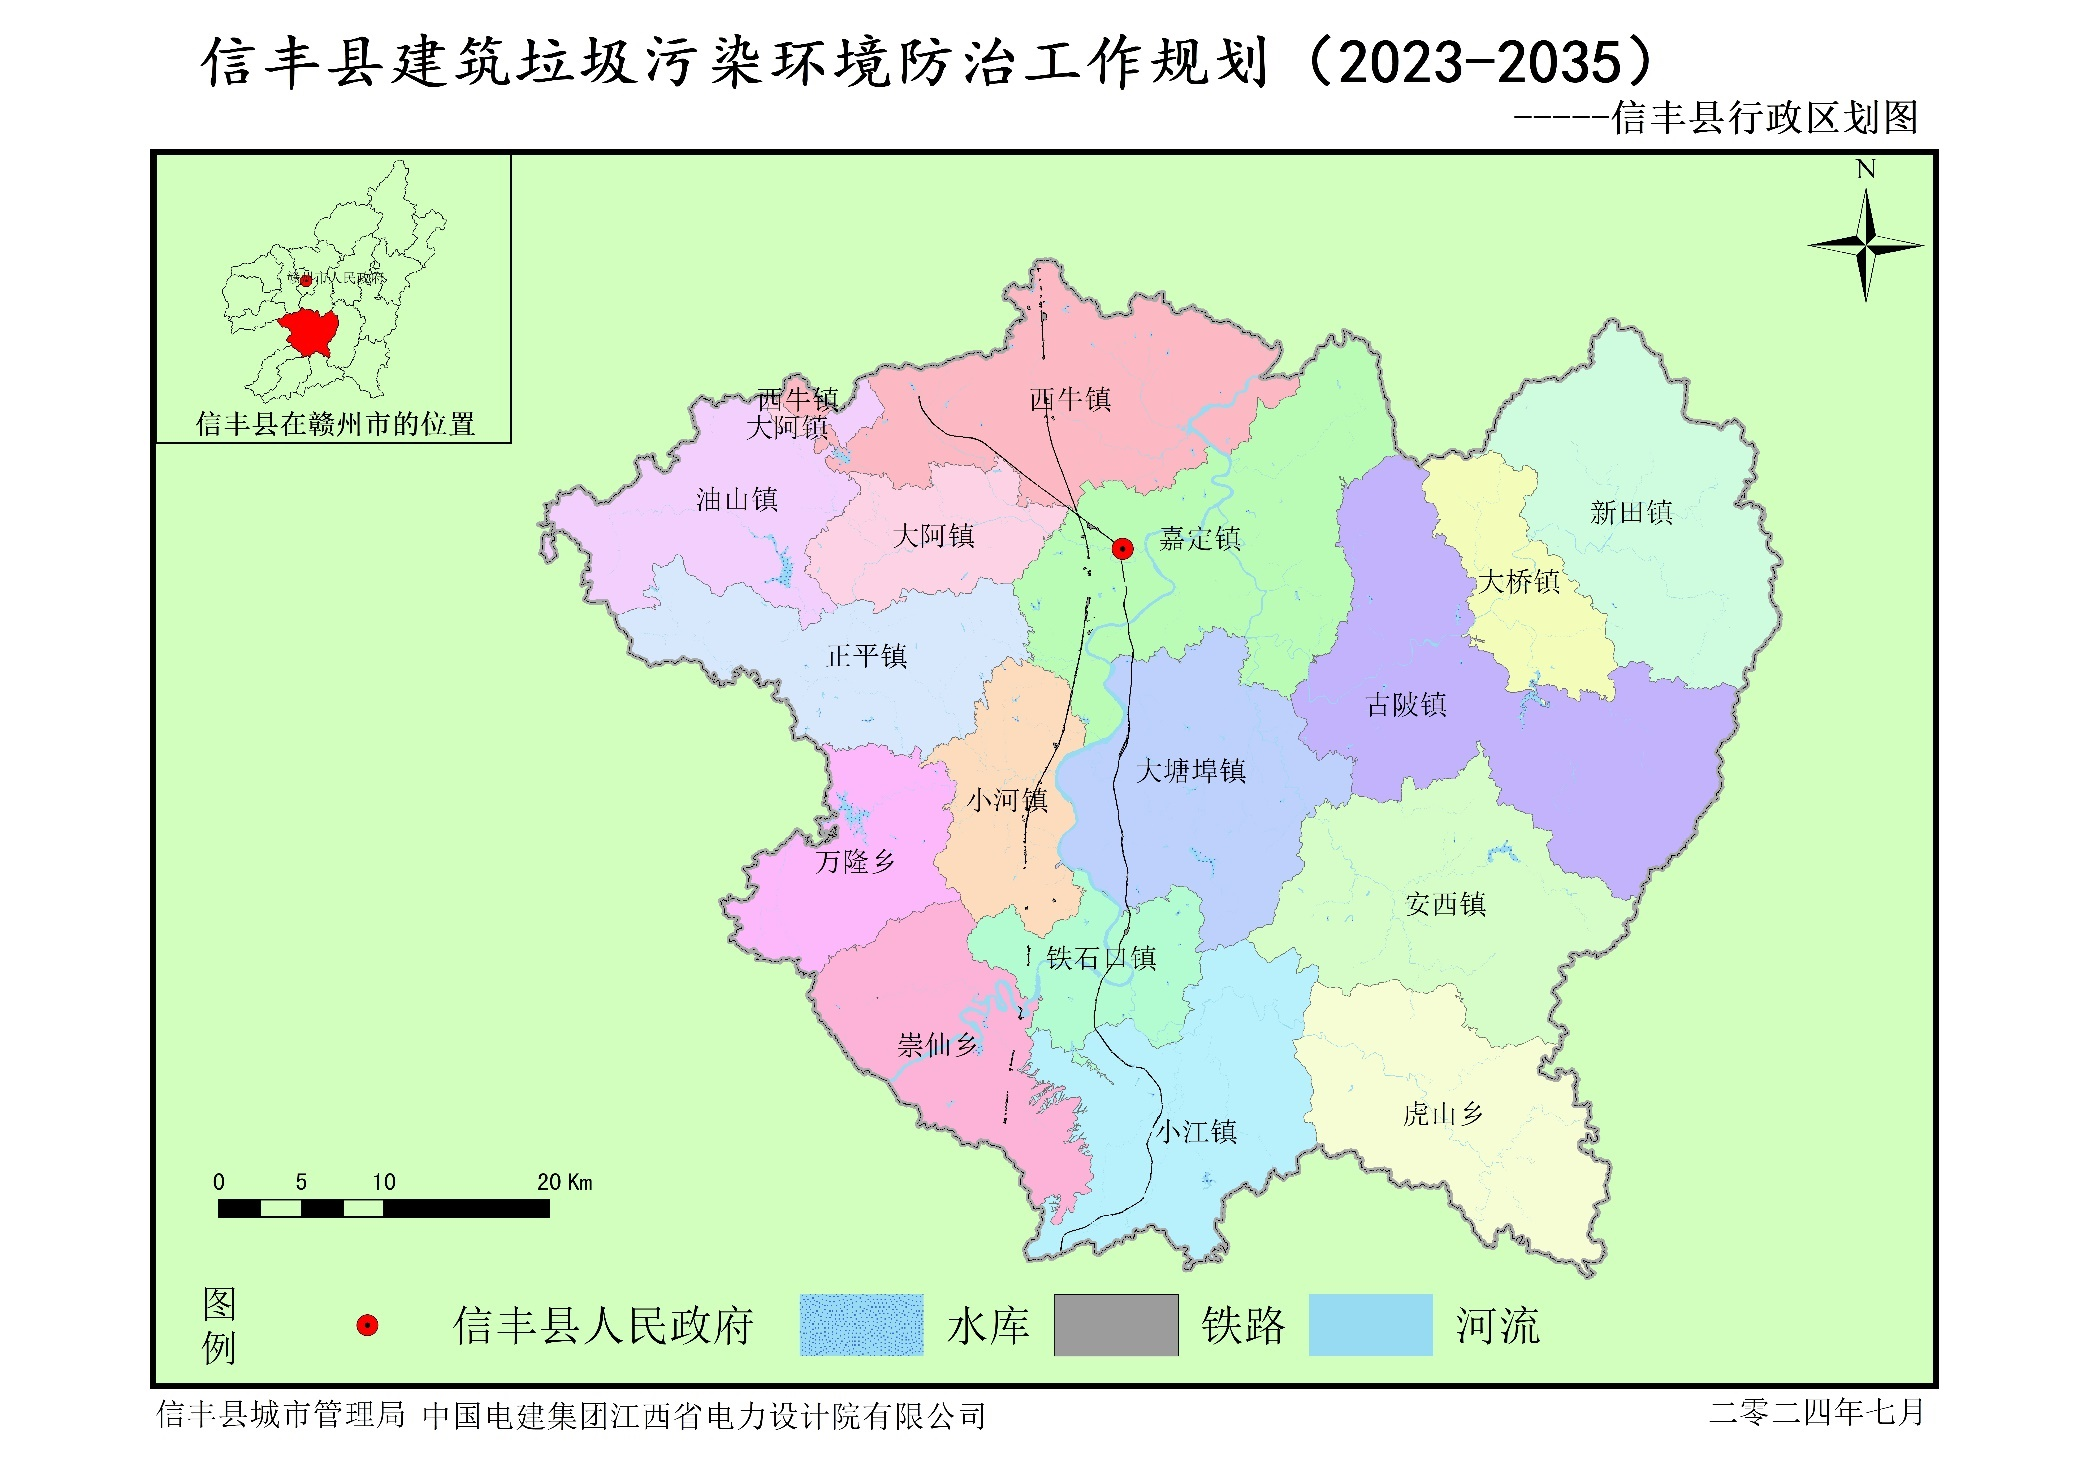 信丰县建筑垃圾污染环境防治工作规划（2023-2035）
-----信丰县行政区划图
N
赣州市人民政府
信丰县在赣州市的位置
西牛镇
西牛镇
大阿镇
油山镇
大阿镇
嘉定镇
新田镇
大桥镇
正平镇
古陂镇
大塘埠镇
小河镇
万隆乡
安西镇
铁石口镇
崇仙乡
虎山乡
小江镇
0 5 10 20 Km
图例
信丰县人民政府 水库 铁路 河流
信丰县城市管理局 中国电建集团江西省电力设计院有限公司
二零二四年七月